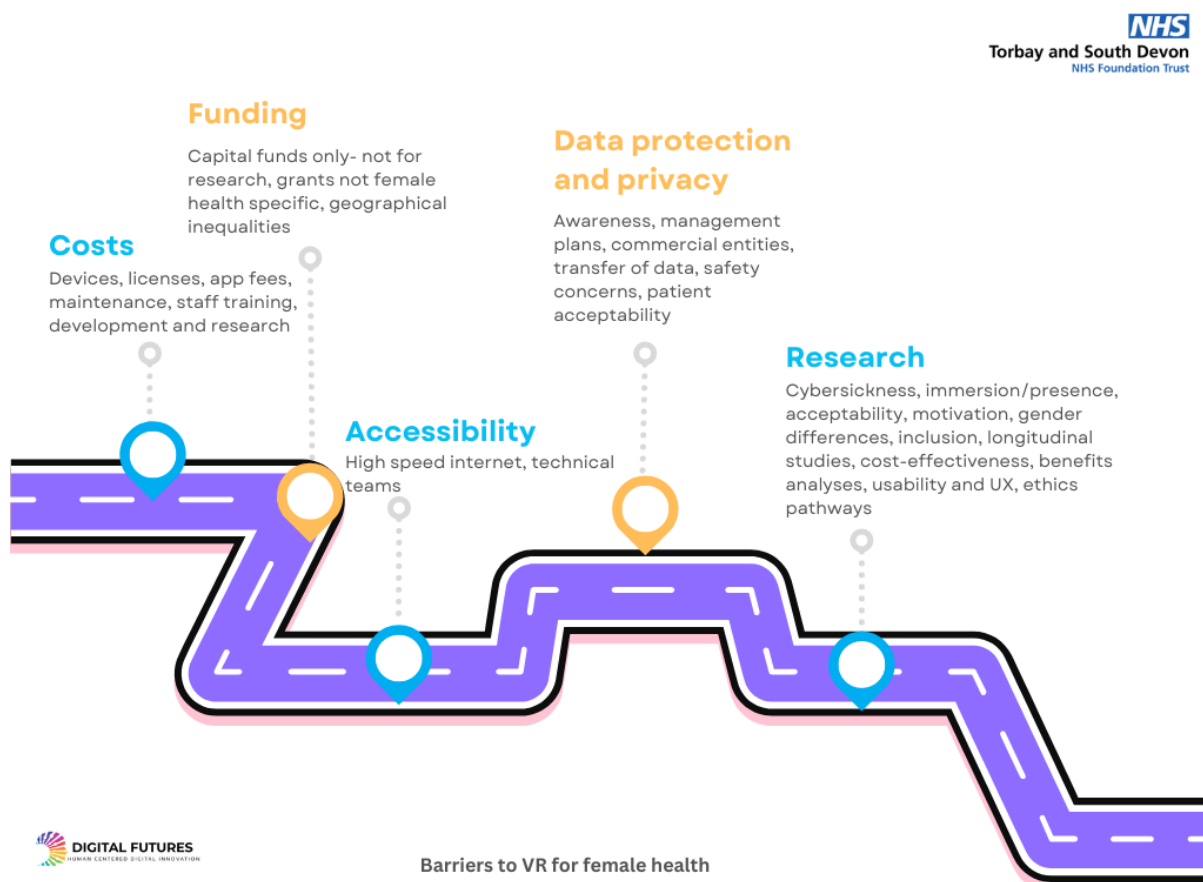 NHS
Torbay and South Devon
NHS Foundation Trust
Funding
Capital funds only- not for
research, grants not female
health specific, geographical
inequalities
Costs
Devices, licenses, app fees,
maintenance, staff training,
development and research
Data protection
and privacy
Awareness, management
plans, commercial entities,
transfer of data, safety
concerns, patient
acceptability
Accessibility
High speed internet, technical
teams
Research
Cybersickness, immersion/presence,
acceptability, motivation, gender
differences, inclusion, longitudinal
studies, cost-effectiveness, benefits
analyses, usability and UX, ethics
pathways
DIGITAL FUTURES
HUMAN CENTERED DIGITAL INNOVATION
Barriers to VR for female health